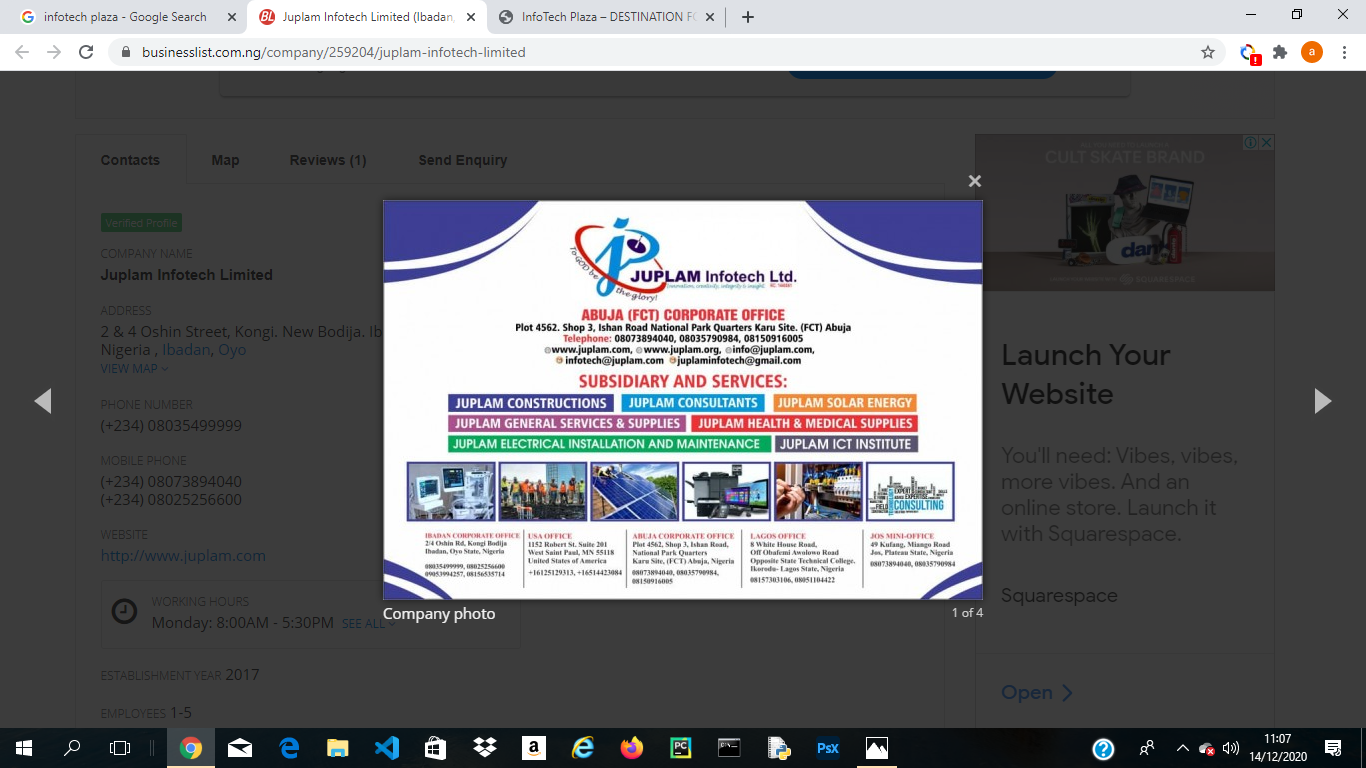 infotech plaza - Google Search
Juplam Infotech Limited (Ibadan,
InfoTech Plaza – DESTINATION FO
businesslist.com.ng/company/259204/juplam-infotech-limited
a
Contacts
Map
Reviews (1)
Send Enquiry
Verified Profile
COMPANY NAME
Juplam Infotech Limited
ADDRESS
2 & 4 Oshin Street, Kongi. New Bodija. Ib
Nigeria , Ibadan, Oyo
VIEW MAP
PHONE NUMBER
(+234) 08035499999
MOBILE PHONE
(+234) 08073894040
(+234) 08025256600
WEBSITE
http://www.juplam.com
WORKING HOURS
Monday: 8:00AM - 5:30PM SEE ALL
ESTABLISHMENT YEAR 2017
EMPLOYEES 1-5
To GOD be
the glory!
JUPLAM Infotech Ltd.
Innovation, creativity, integrity & insight.
ABUJA (FCT) CORPORATE OFFICE
Plot 4562. Shop 3, Ishan Road National Park Quarters Karu Site. (FCT) Abuja
Telephone: 08073894040, 08035790984, 08150916005
www.juplam.com, www.juplam.org, info@juplam.com,
infotech@juplam.com juplaminfotech@gmail.com
SUBSIDIARY AND SERVICES:
JUPLAM CONSTRUCTIONS
JUPLAM CONSULTANTS
JUPLAM SOLAR ENERGY
JUPLAM GENERAL SERVICES & SUPPLIES
JUPLAM HEALTH & MEDICAL SUPPLIES
JUPLAM ELECTRICAL INSTALLATION AND MAINTENANCE
JUPLAM ICT INSTITUTE
EXPERT
EXPERTISE
CONSULTING
IBADAN CORPORATE OFFICE
2/4 Oshin Rd, Kongi Bodija
Ibadan, Oyo State, Nigeria
08035499999, 08025256600
09053994257, 08156535714
USA OFFICE
1152 Robert St. Suite 201
West Saint Paul, MN 55118
United States of America
+16125129313, +16514423084
ABUJA CORPORATE OFFICE
Plot 4562, Shop 3, Ishan Road,
National Park Quarters
Karu Site, (FCT) Abuja, Nigeria
08073894040, 08035790984,
08150916005
LAGOS OFFICE
8 White House Road,
Off Obafemi Awolowo Road
Opposite State Technical College.
Ikorodu- Lagos State, Nigeria
08157303106, 08051104422
JOS MINI-OFFICE
49 Kufang, Miango Road
Jos, Plateau State, Nigeria
08073894040, 08035790984
Company photo
1 of 4
CULT SKATE BRAND
dan
SQUARESPACE
Launch Your
Website
You'll need: Vibes, vibes,
more vibes. And an
online store. Launch it
with Squarespace.
Squarespace
Open
PC
PsX
11:07
14/12/2020